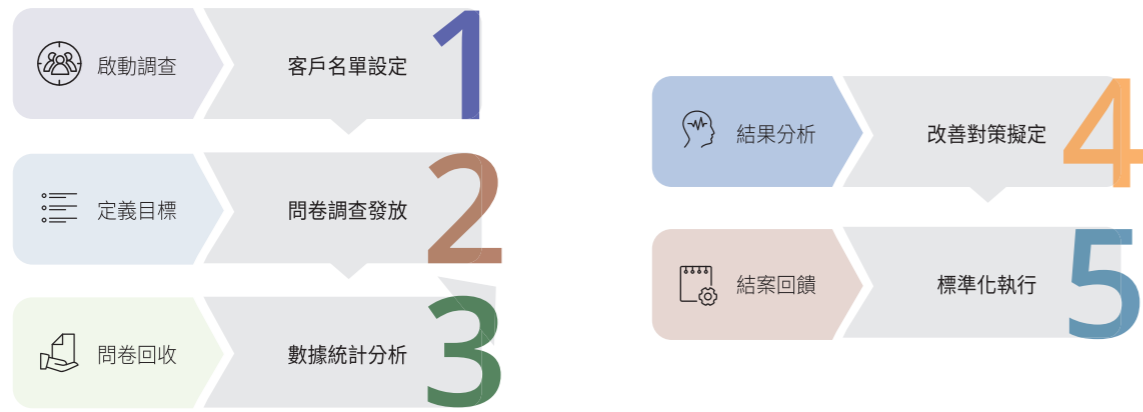 啟動調查
客戶名單設定
1
定義目標
問卷調查發放
2
問卷回收
數據統計分析
3
結果分析
改善對策擬定
4
結案回饋
標準化執行
5